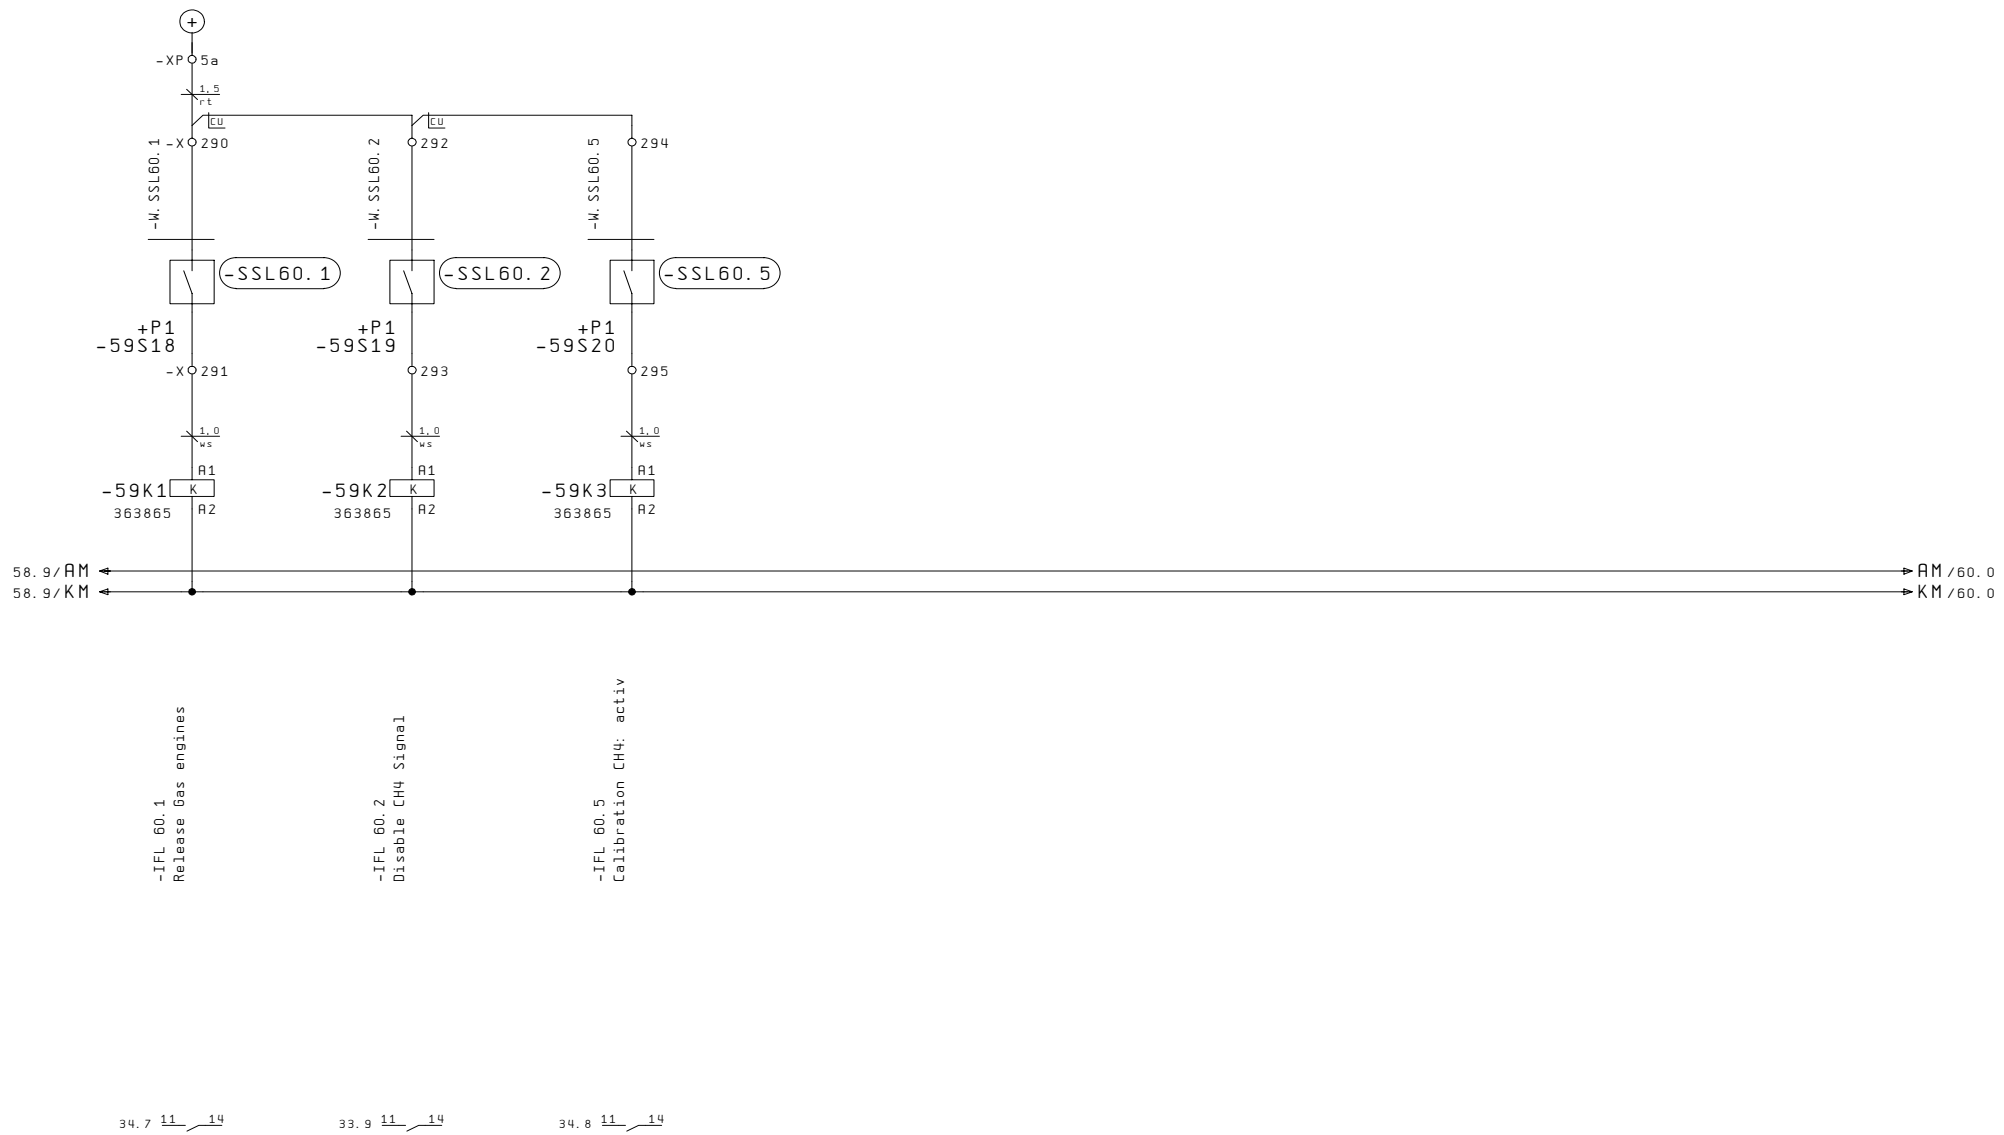 +
-XP 5a
1,5
rt
CU CU
-W.SSL60.1 -X 290 -W.SSL60.2 292 -W.SSL60.5 294
-SSL60.1 -SSL60.2 -SSL60.5
+P1 +P1 +P1
-59S18 -59S19 -59S20
-X 291 293 295
1,0 1,0 1,0
ws ws ws
A1 A1 A1
-59K1 K -59K2 K -59K3 K
363865 A2 363865 A2 363865 A2
58.9/AM AM/60.0
58.9/KM KM/60.0
-IFL 60.1
Release Gas engines
-IFL 60.2
Disable CH4 Signal
-IFL 60.5
Calibration CH4: activ
34.7 11 14 33.9 11 14 34.8 11 14